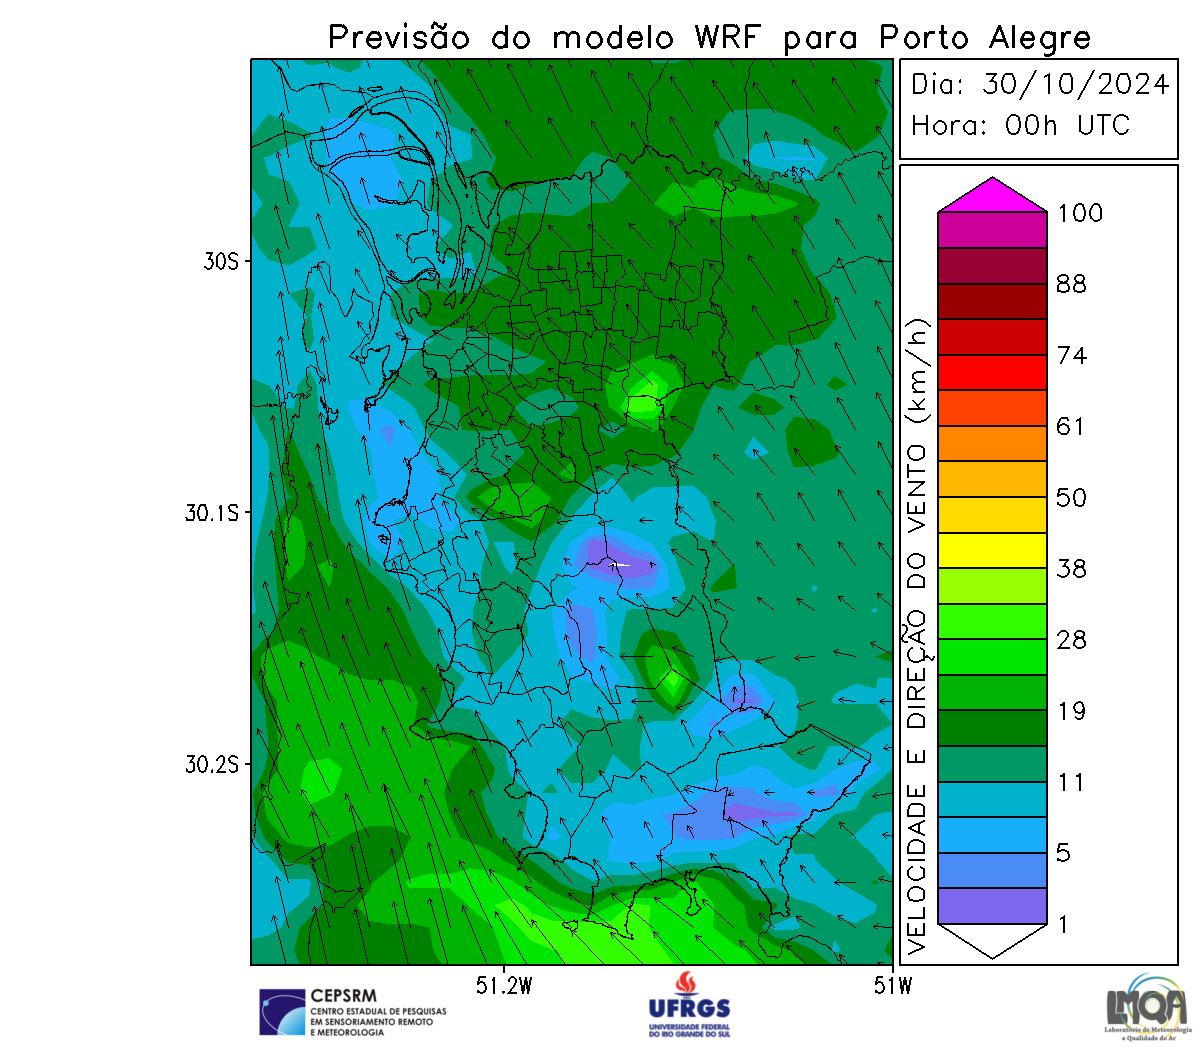 Previsão do modelo WRF para Porto Alegre
Dia: 30/10/2024
Hora: 00h UTC
30S
30.1S
30.2S
51.2W
51W
VELOCIDADE E DIREÇÃO DO VENTO (km/h)
100
88
74
61
50
38
28
19
11
5
1
CEPSRM
CENTRO ESTADUAL DE PESQUISAS
EM SENSORIAMENTO REMOTO
E METEOROLOGIA
UFRGS
UNIVERSIDADE FEDERAL
DO RIO GRANDE DO SUL
LMQA
Laboratório de Meteorologia
e Qualidade do Ar